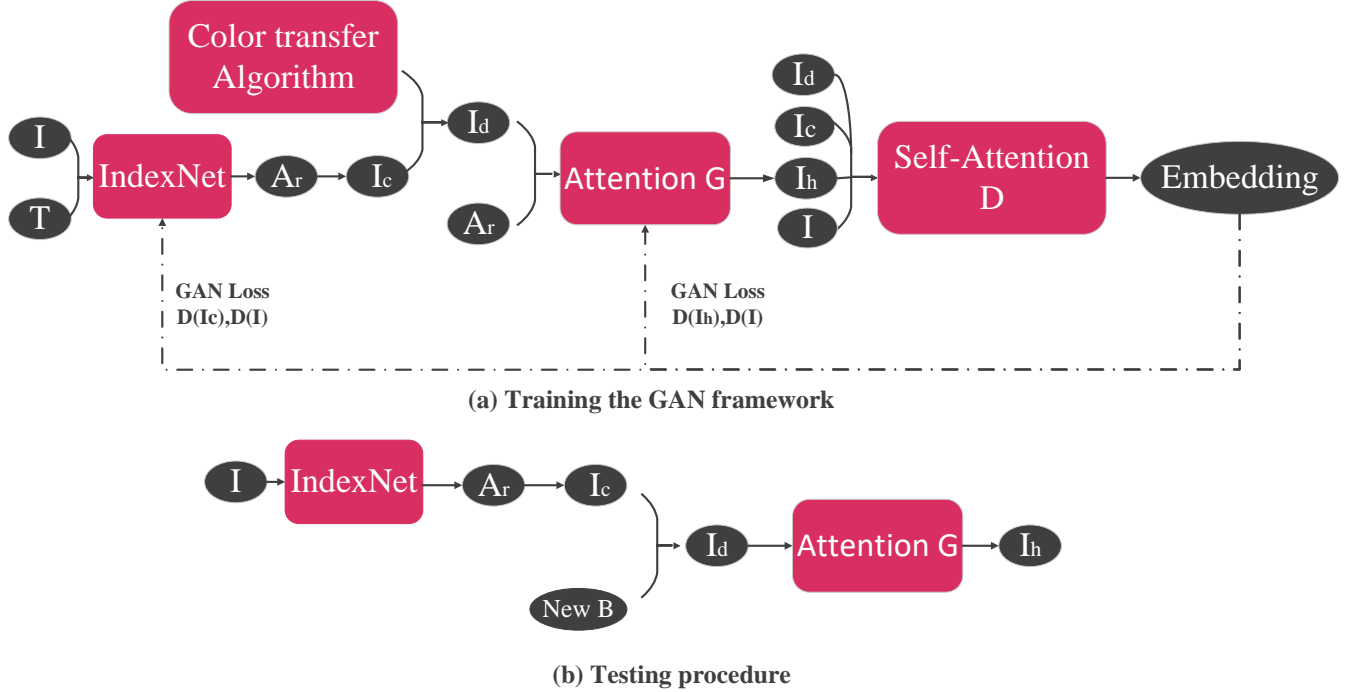 Color transfer
Algorithm
I
T
IndexNet
Ar
Ic
Id
Ar
Attention G
Id
Ic
Ih
I
Self-Attention
D
Embedding
GAN Loss
D(Ic),D(I)
GAN Loss
D(Ih),D(I)
(a) Training the GAN framework
I
IndexNet
Ar
Ic
New B
Id
Attention G
Ih
(b) Testing procedure